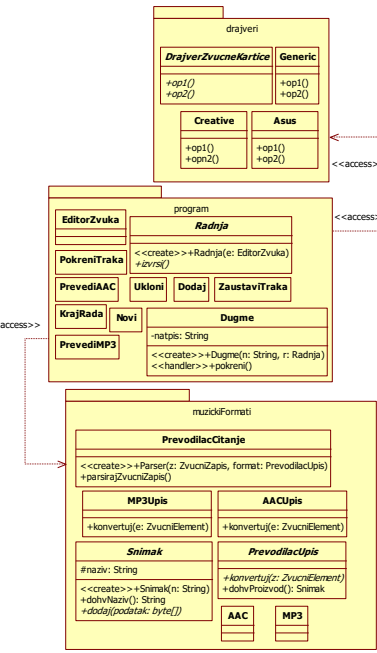 drajveri
DrajverZvucneKartice
+op1()
+op2()
Generic
+op1()
+op2()
Creative
+op1()
+opn2()
Asus
+op1()
+op2()
<<access>
program
<<access>
EditorZvuka
Radnja
<<create>>+Radnja(e: EditorZvuka)
+izvrsi()
PokreniTraka
PrevediAAC
Ukloni
Dodaj
ZaustaviTraka
KrajRada
Novi
Dugme
-natpis: String
<<create>>+Dugme(n: String, r: Radnja)
<<handler>>+pokreni()
access>>
PrevediMP3
muzickiFormati
PrevodilacCitanje
<<create>>+Parser(z: ZvucniZapis, format: PrevodilacUpis)
+parsirajZvucniZapis()
MP3Upis
+konvertuj(e: ZvucniElement)
AACUpis
+konvertuj(e: ZvucniElement)
Snimak
#naziv: String
<<create>>+Snimak(n: String)
+dohvNaziv(): String
+dodaj(podatak: byte[])
PrevodilacUpis
+konvertuj(z: ZvucniElement)
+dohvProizvod(): Snimak
AAC
MP3